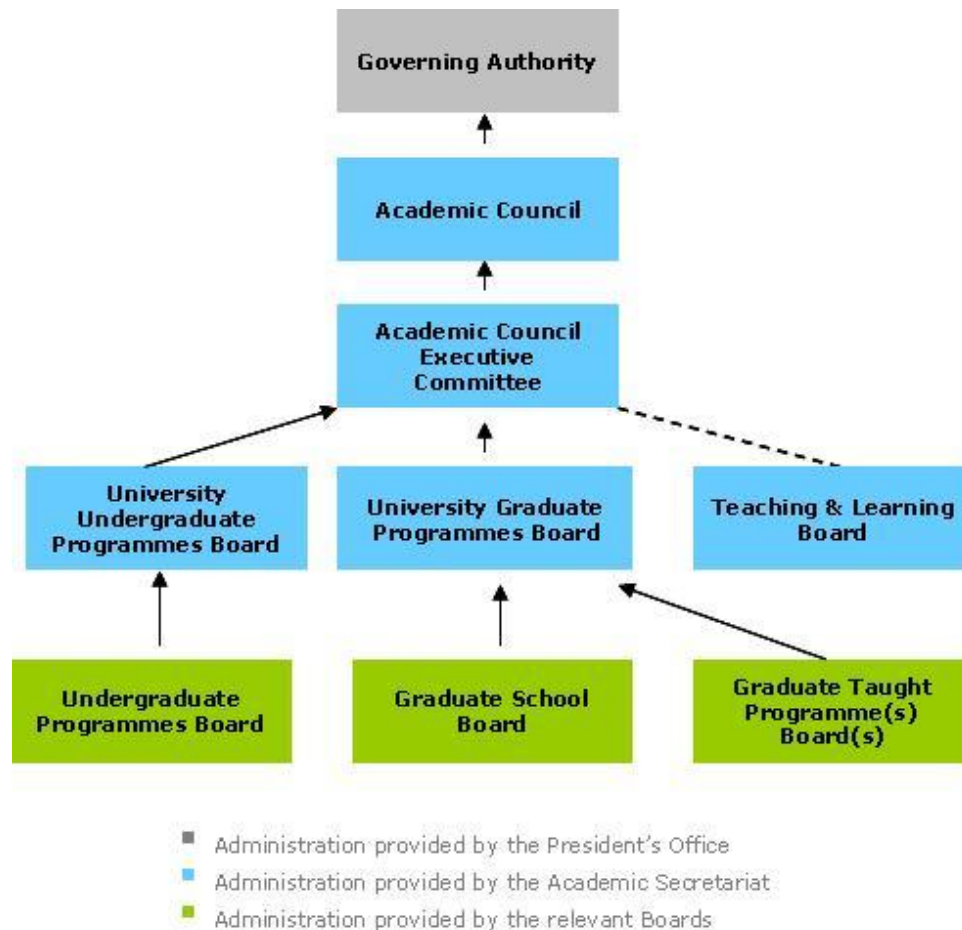 Governing Authority
Academic Council
Academic Council
Executive
Committee
University
Undergraduate
Programmes Board
University Graduate
Programmes Board
Teaching & Learning
Board
Undergraduate
Programmes Board
Graduate School
Board
Graduate Taught
Programme(s)
Board(s)
Administration provided by the President's Office
Administration provided by the Academic Secretariat
Administration provided by the relevant Boards